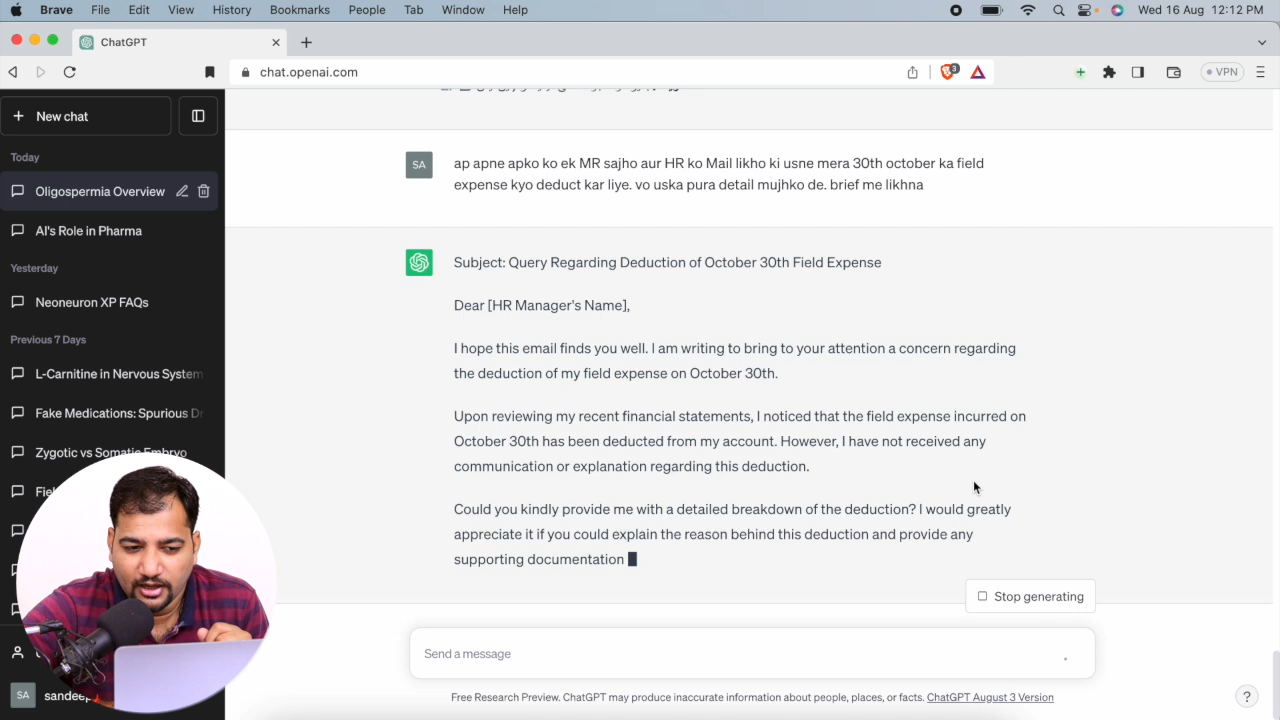 Brave File Edit View History Bookmarks People Tab Window Help Wed 16 Aug 12:12 PM
ChatGPT
chat.openai.com 3 VPN
New chat
Today
Oligospermia Overview
AI's Role in Pharma
Yesterday
Neoneuron XP FAQs
Previous 7 Days
L-Carnitine in Nervous System
Fake Medications: Spurious D
Zygotic vs Somatic Embryo
SA
sandeep
SA
ap apne apko ko ek MR sajho aur HR ko Mail likho ki usne mera 30th october ka field
expense kyo deduct kar liye. vo uska pura detail mujhko de. brief me likhna
Subject: Query Regarding Deduction of October 30th Field Expense
Dear [HR Manager's Name],
I hope this email finds you well. I am writing to bring to your attention a concern regarding
the deduction of my field expense on October 30th.
Upon reviewing my recent financial statements, I noticed that the field expense incurred on
October 30th has been deducted from my account. However, I have not received any
communication or explanation regarding this deduction.
Could you kindly provide me with a detailed breakdown of the deduction? I would greatly
appreciate it if you could explain the reason behind this deduction and provide any
supporting documentation
Stop generating
Send a message
Free Research Preview. ChatGPT may produce inaccurate information about people, places, or facts. ChatGPT August 3 Version
?